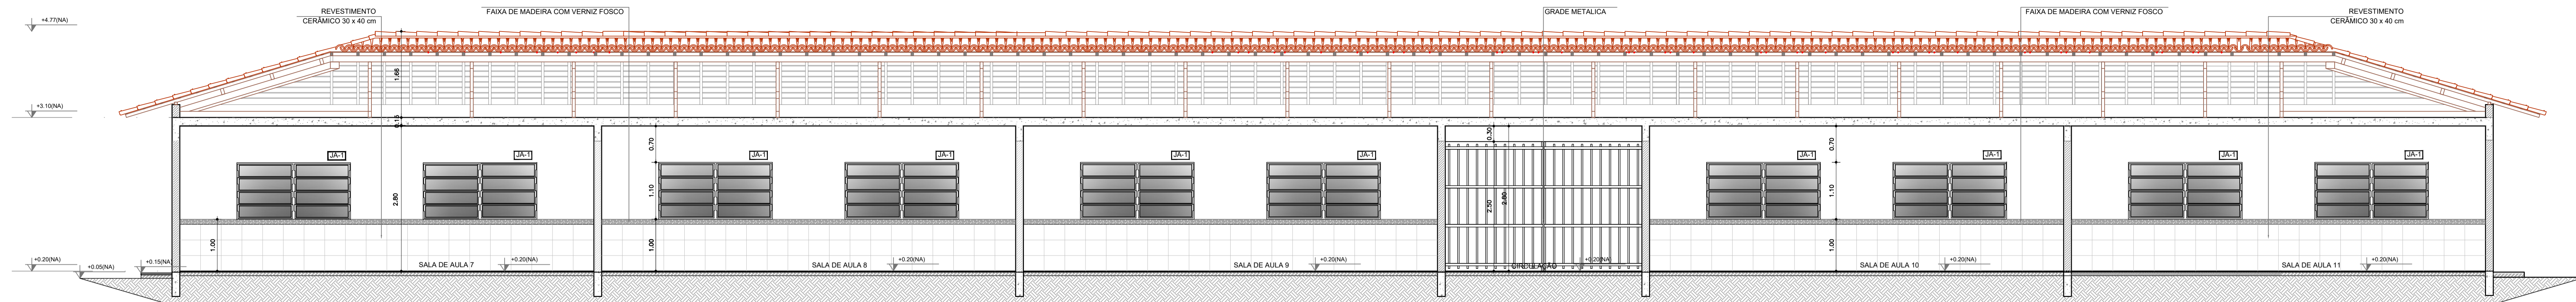 +4.77(NA)
REVESTIMENTO
CERÂMICO 30 x 40 cm
FAIXA DE MADEIRA COM VERNIZ FOSCO
GRADE METALICA
FAIXA DE MADEIRA COM VERNIZ FOSCO
REVESTIMENTO
CERÂMICO 30 x 40 cm
1.66
+3.10(NA)
0.15
0.70
0.30
0.70
JA-1
JA-1
JA-1
JA-1
JA-1
JA-1
JA-1
JA-1
JA-1
JA-1
2.80
1.10
2.50
2.80
1.10
1.00
1.00
1.00
+0.20(NA)
+0.05(NA)
+0.15(NA)
SALA DE AULA 7
+0.20(NA)
SALA DE AULA 8
+0.20(NA)
SALA DE AULA 9
+0.20(NA)
CIRCULAÇÃO
+0.20(NA)
SALA DE AULA 10
+0.20(NA)
SALA DE AULA 11
+0.20(NA)